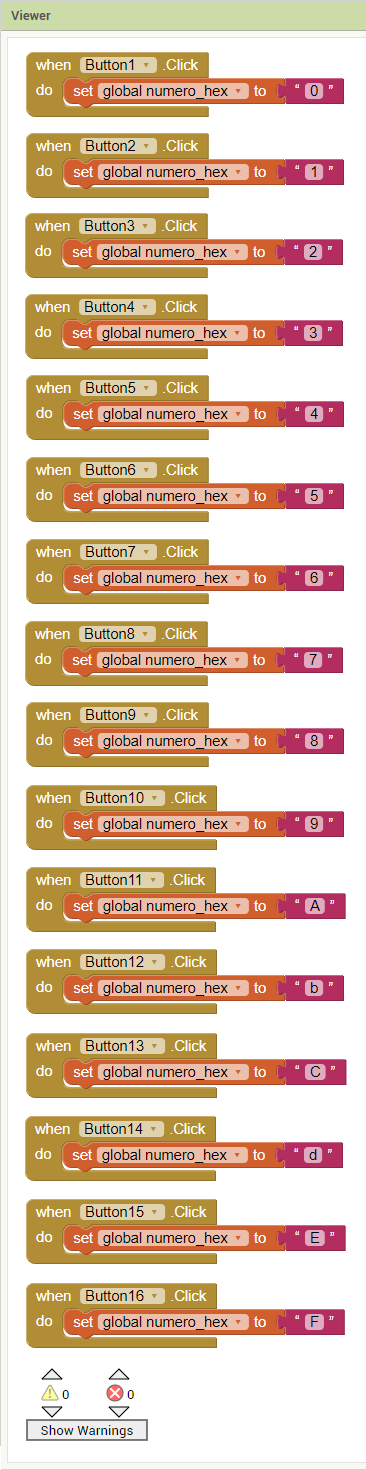 Viewer
when Button1 .Click
do set global numero_hex to “ 0 ”
when Button2 .Click
do set global numero_hex to “ 1 ”
when Button3 .Click
do set global numero_hex to “ 2 ”
when Button4 .Click
do set global numero_hex to “ 3 ”
when Button5 .Click
do set global numero_hex to “ 4 ”
when Button6 .Click
do set global numero_hex to “ 5 ”
when Button7 .Click
do set global numero_hex to “ 6 ”
when Button8 .Click
do set global numero_hex to “ 7 ”
when Button9 .Click
do set global numero_hex to “ 8 ”
when Button10 .Click
do set global numero_hex to “ 9 ”
when Button11 .Click
do set global numero_hex to “ A ”
when Button12 .Click
do set global numero_hex to “ b ”
when Button13 .Click
do set global numero_hex to “ C ”
when Button14 .Click
do set global numero_hex to “ d ”
when Button15 .Click
do set global numero_hex to “ E ”
when Button16 .Click
do set global numero_hex to “ F ”
0 0
Show Warnings